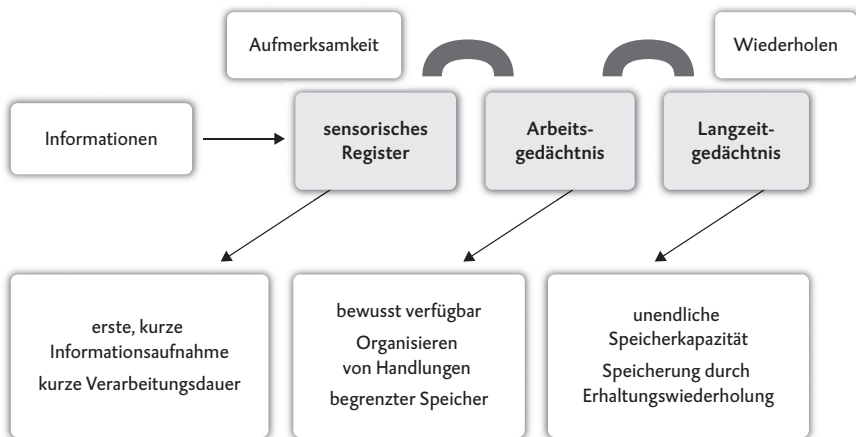 Aufmerksamkeit
Wiederholen
Informationen
sensorisches
Register
Arbeits-
gedächtnis
Langzeit-
gedächtnis
erste, kurze
Informationsaufnahme
kurze Verarbeitungsdauer
bewusst verfügbar
Organisieren
von Handlungen
begrenzter Speicher
unendliche
Speicherkapazität
Speicherung durch
Erhaltungswiederholung